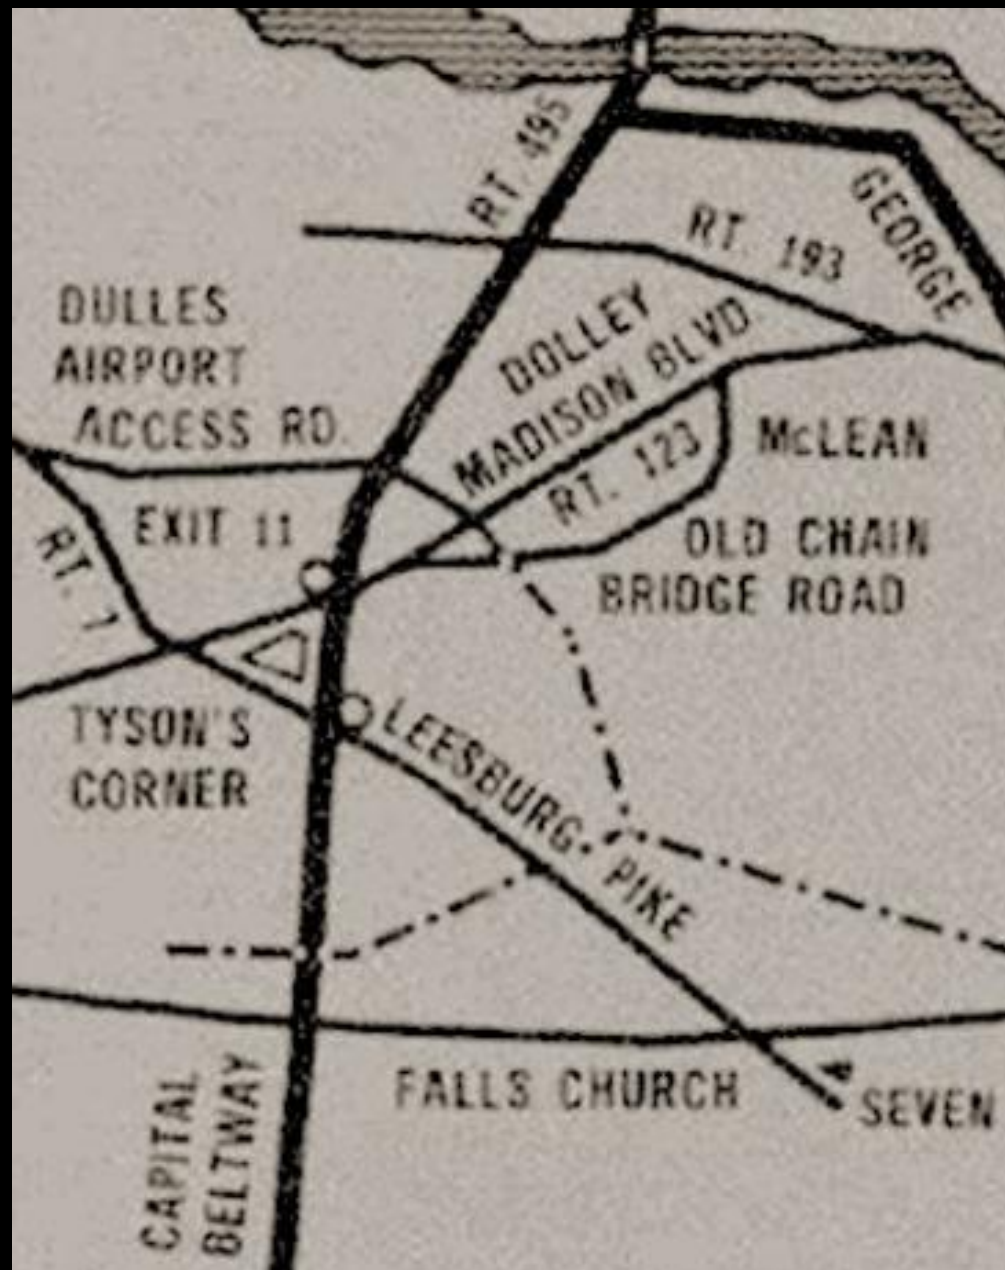 RT. 495
RT. 193
GEORGE
DULLES
AIRPORT
ACCESS RD.
DOLLEY
MADISON BLVD
RT. 123
McLEAN
EXIT 11
RT. 7
OLD CHAIN
BRIDGE ROAD
TYSON'S
CORNER
LEESBURG PIKE
FALLS CHURCH
SEVEN
CAPITAL
BELTWAY